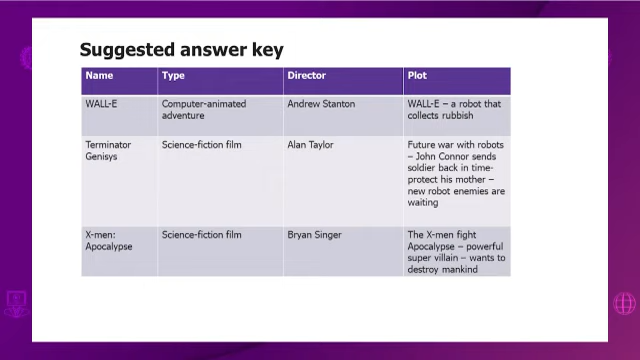 Suggested answer key
Name Type Director Plot
WALL-E Computer-animated Andrew Stanton WALL-E – a robot that
adventure collects rubbish
Terminator Science-fiction film Alan Taylor Future war with robots
Genisys – John Connor sends
soldier back in time-
protect his mother –
new robot enemies are
waiting
X-men: Science-fiction film Bryan Singer The X-men fight
Apocalypse Apocalypse – powerful
super villain – wants to
destroy mankind